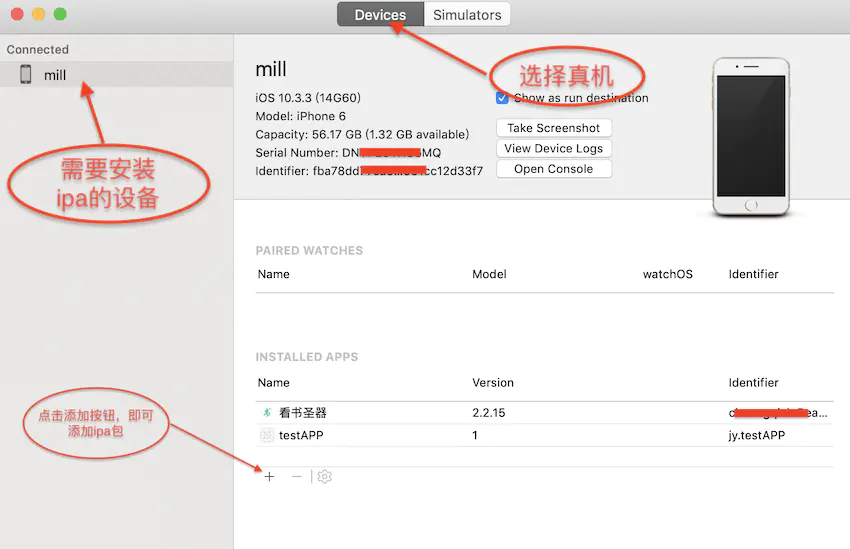 Devices
Simulators
Connected
mill
需要安装
ipa的设备
mill
选择真机
iOS 10.3.3 (14G60)
Model: iPhone 6
Capacity: 56.17 GB (1.32 GB available)
Serial Number: DN MQ
Identifier: fba78dd cc12d33f7
Show as run destination
Take Screenshot
View Device Logs
Open Console
PAIRED WATCHES
Name Model watchOS Identifier
INSTALLED APPS
Name Version Identifier
看书圣器 2.2.15
testAPP 1 jy.testAPP
点击添加按钮，即可
添加ipa包